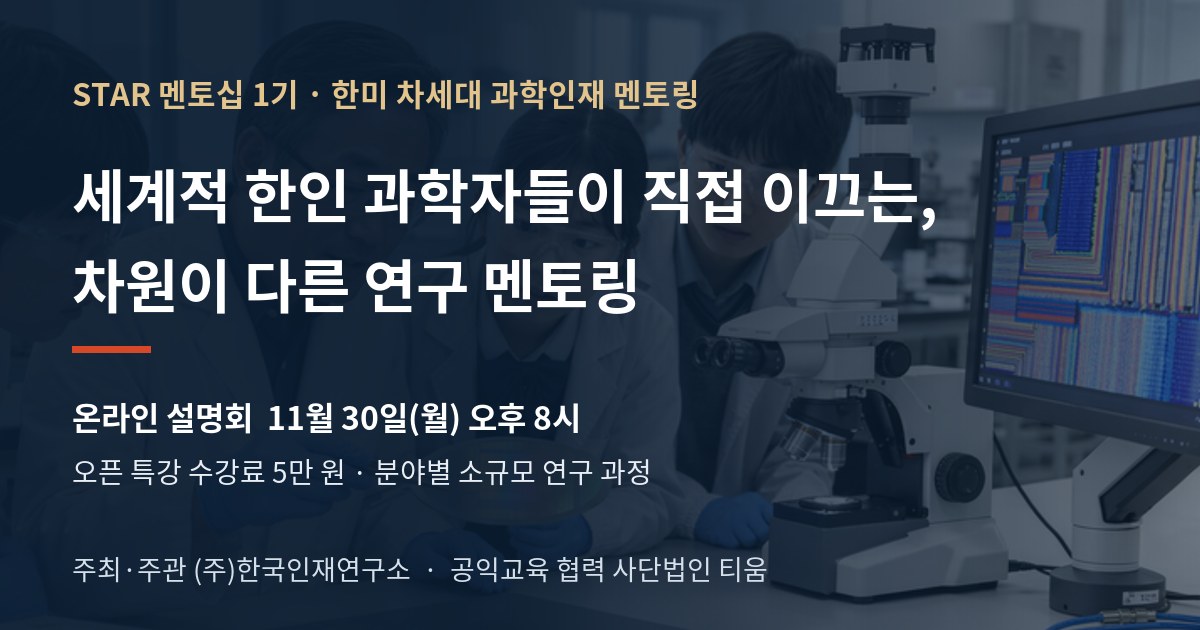 STAR 멘토십 1기 · 한미 차세대 과학인재 멘토링
세계적 한인 과학자들이 직접 이끄는,
차원이 다른 연구 멘토링
온라인 설명회 11월 30일(월) 오후 8시
오픈 특강 수강료 5만 원 · 분야별 소규모 연구 과정
주최·주관 (주)한국인재연구소 · 공익교육 협력 사단법인 티움